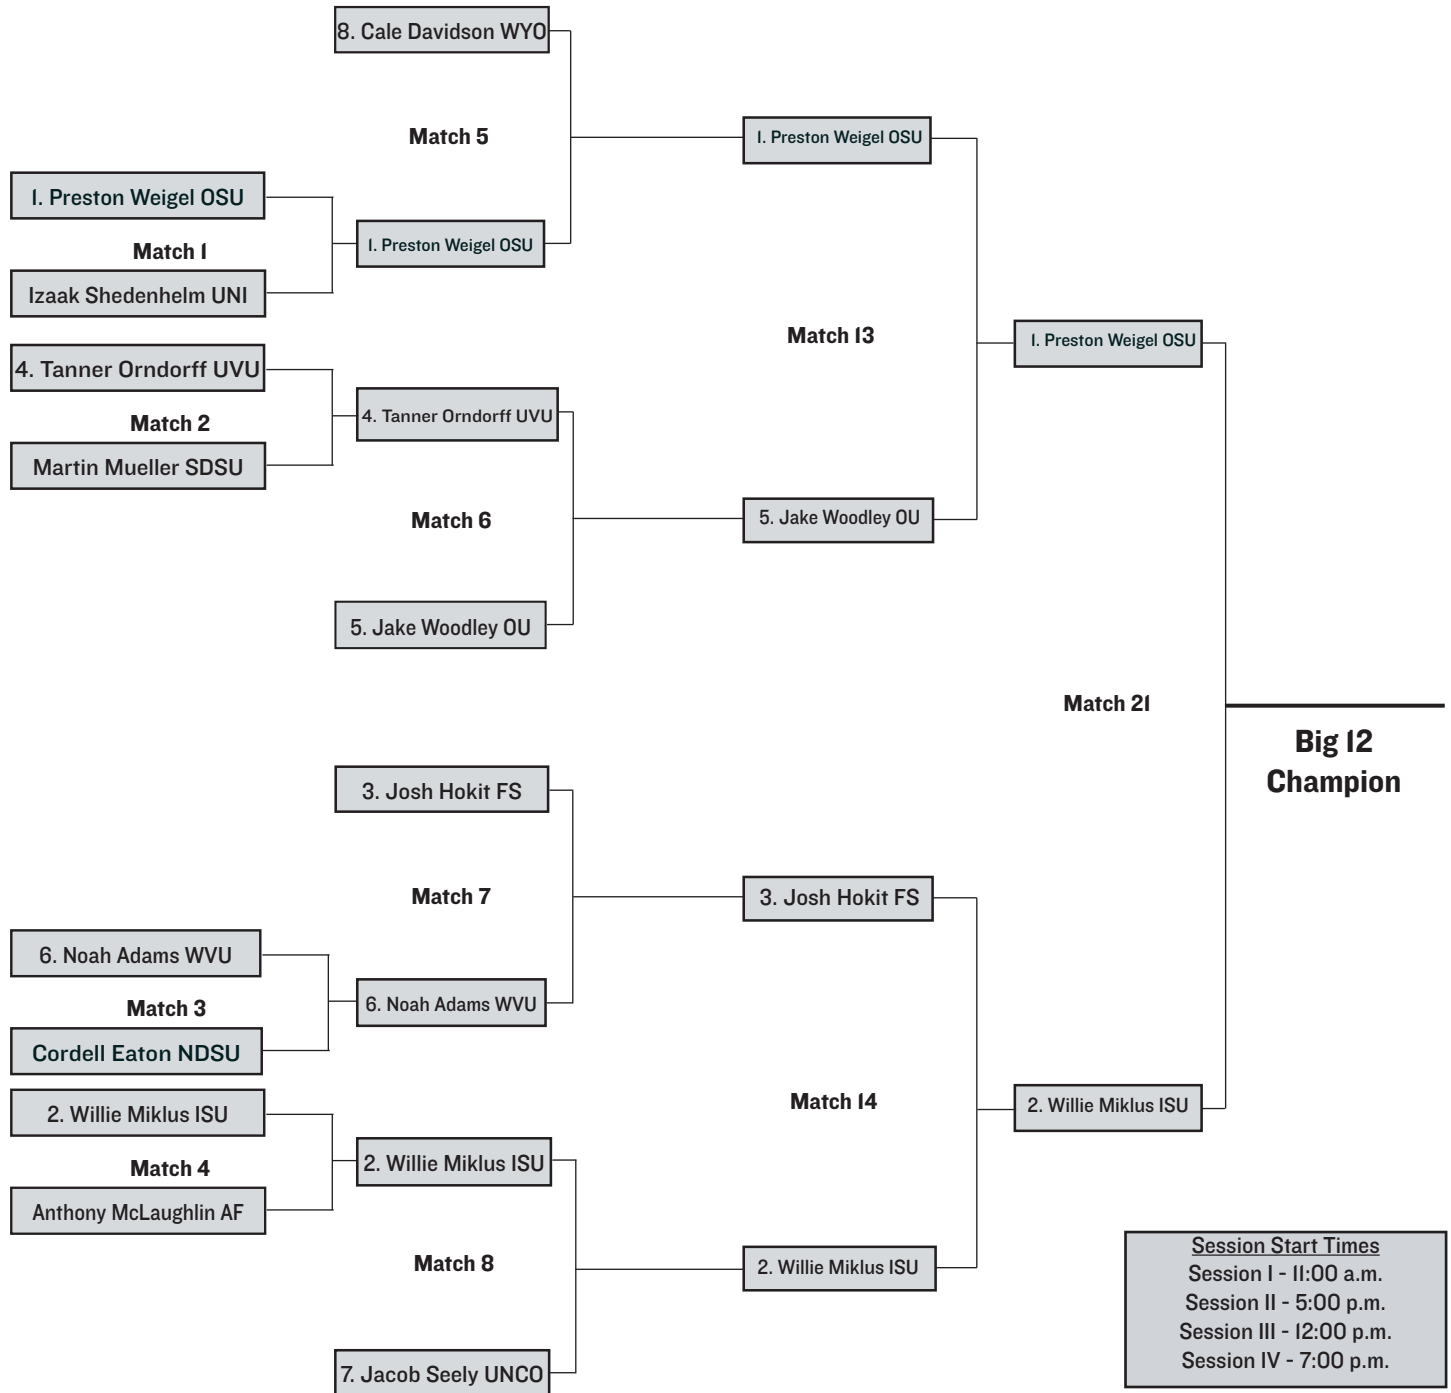 8. Cale Davidson WYO
Match 5
1. Preston Weigel OSU
1. Preston Weigel OSU
Match 1
1. Preston Weigel OSU
Izaak Shedenhelm UNI
Match 13
1. Preston Weigel OSU
4. Tanner Orndorff UVU
4. Tanner Orndorff UVU
Match 2
Martin Mueller SDSU
Match 6
5. Jake Woodley OU
5. Jake Woodley OU
Match 21
Big 12
Champion
3. Josh Hokit FS
Match 7
3. Josh Hokit FS
6. Noah Adams WVU
6. Noah Adams WVU
Match 3
Cordell Eaton NDSU
2. Willie Miklus ISU
Match 14
2. Willie Miklus ISU
Match 4
2. Willie Miklus ISU
Anthony McLaughlin AF
Match 8
2. Willie Miklus ISU
7. Jacob Seely UNCO
Session Start Times
Session I - 11:00 a.m.
Session II - 5:00 p.m.
Session III - 12:00 p.m.
Session IV - 7:00 p.m.